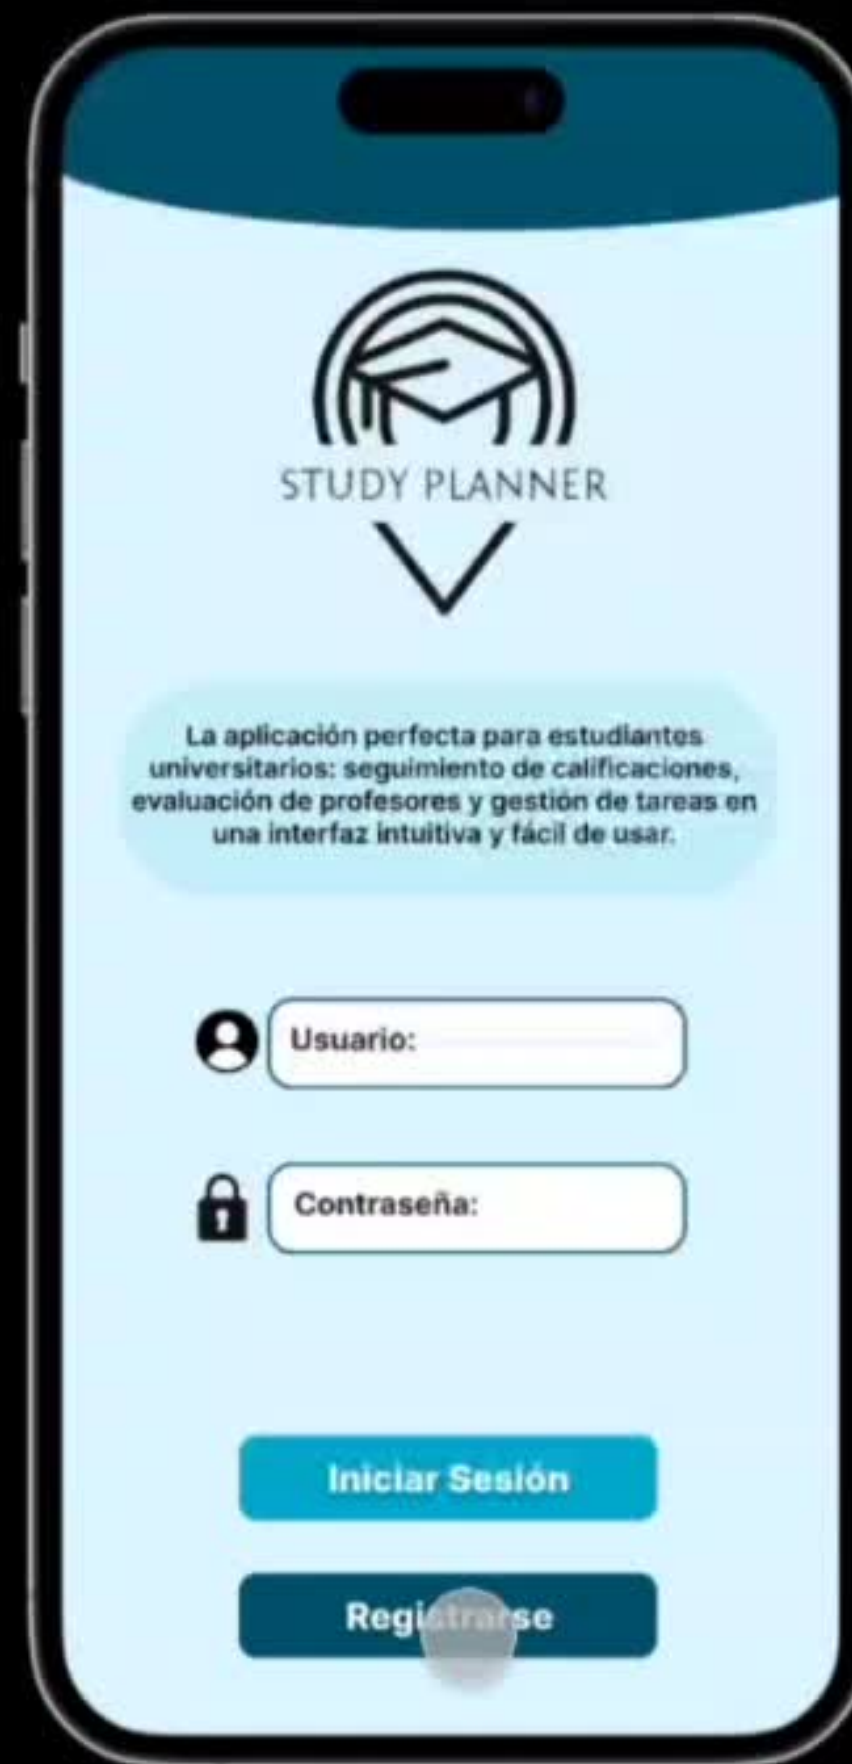 STUDY PLANNER
La aplicación perfecta para estudiantes
universitarios: seguimiento de calificaciones,
evaluación de profesores y gestión de tareas en
una interfaz intuitiva y fácil de usar.
Usuario:
Contraseña:
Iniciar Sesión
Registrarse